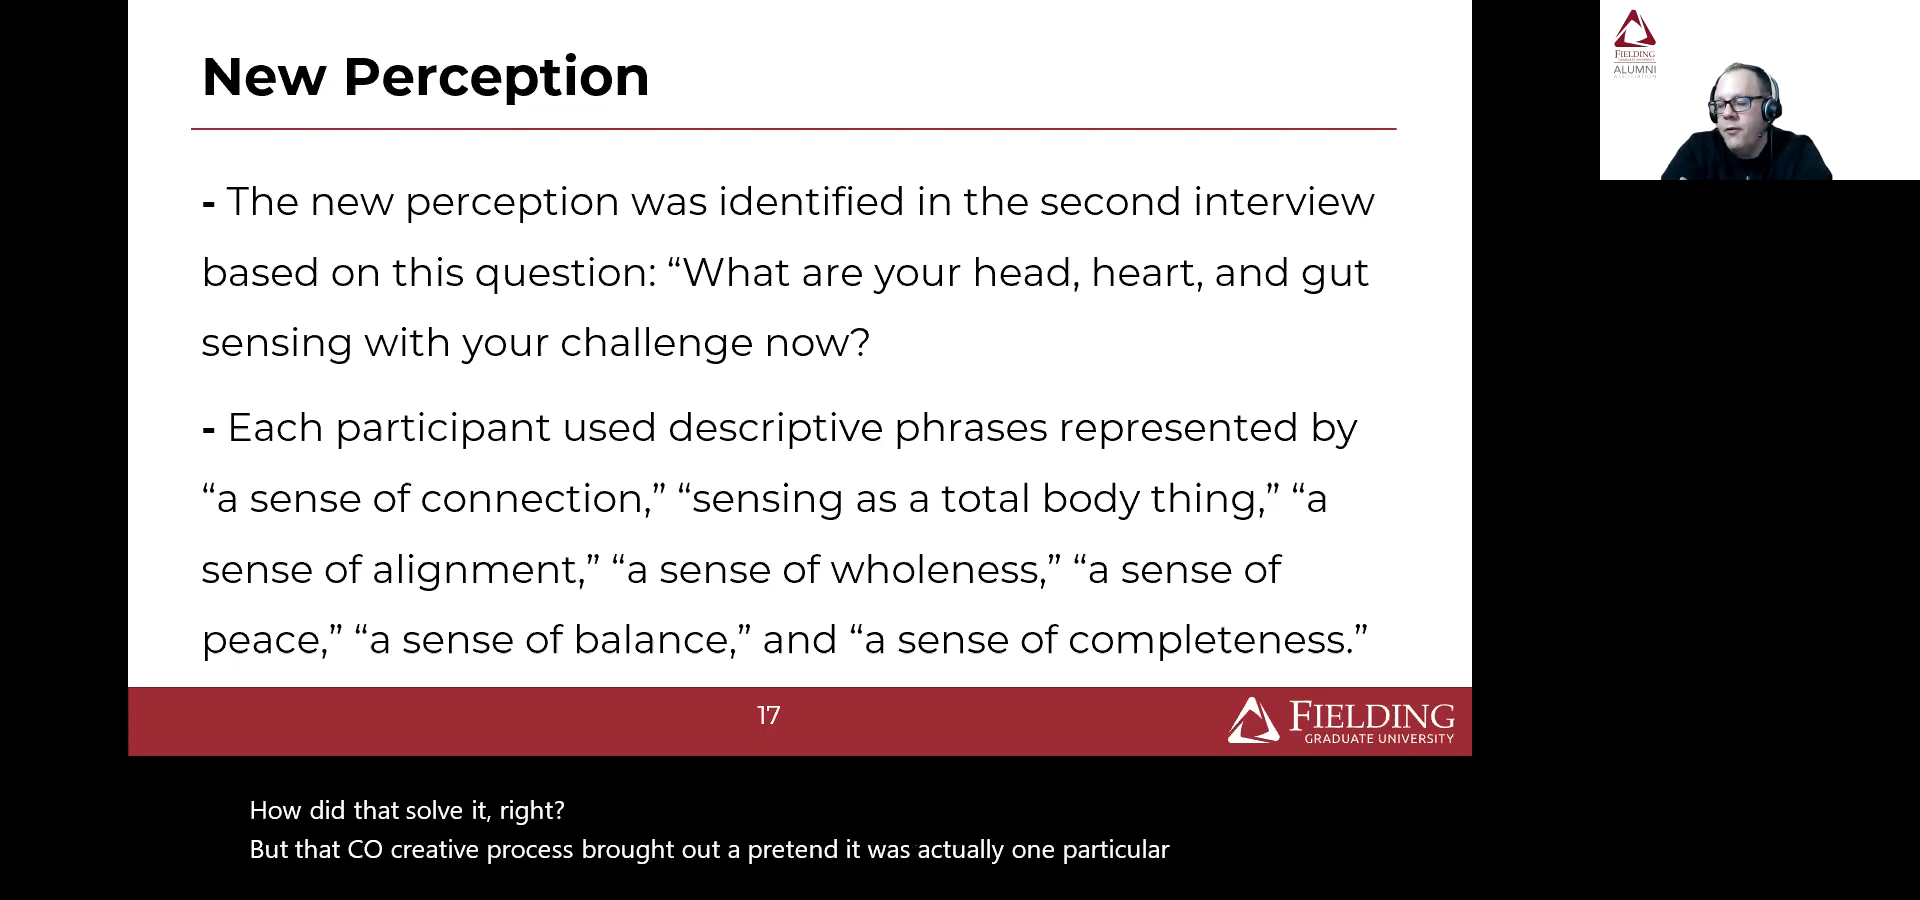 New Perception
- The new perception was identified in the second interview
based on this question: “What are your head, heart, and gut
sensing with your challenge now?
- Each participant used descriptive phrases represented by
“a sense of connection,” “sensing as a total body thing,” “a
sense of alignment,” “a sense of wholeness,” “a sense of
peace,” “a sense of balance,” and “a sense of completeness.”
17
FIELDING
GRADUATE UNIVERSITY
FIELDING
GRADUATE UNIVERSITY
ALUMNI
ASSOCIATION
How did that solve it, right?
But that CO creative process brought out a pretend it was actually one particular